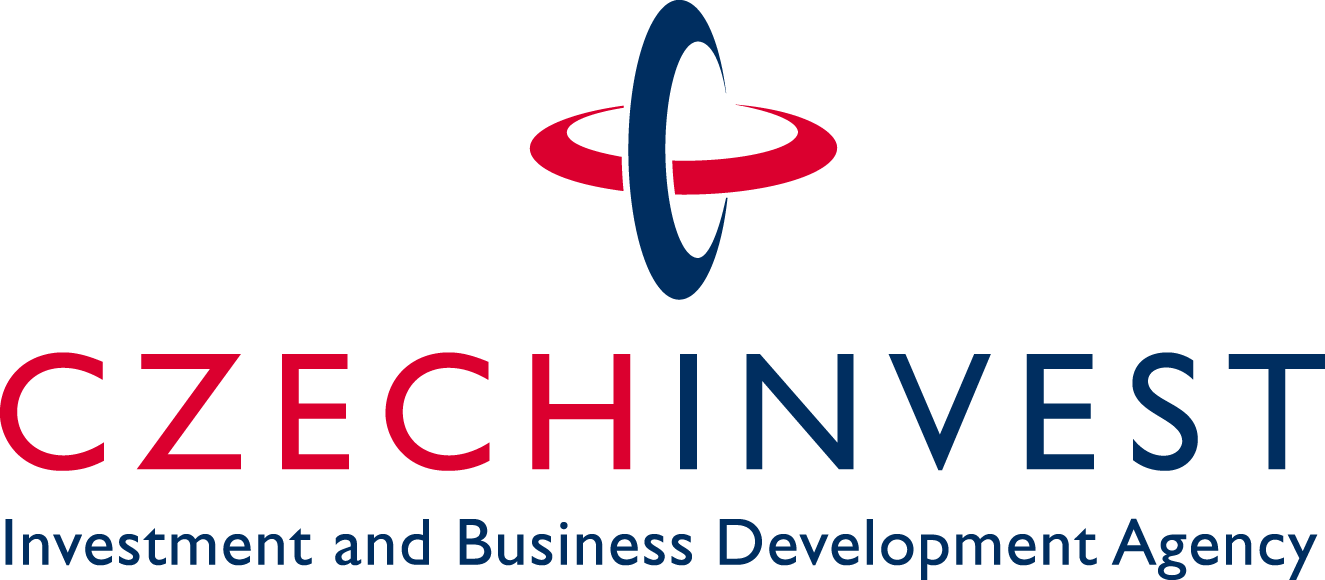 CZECHINVEST
Investment and Business Development Agency